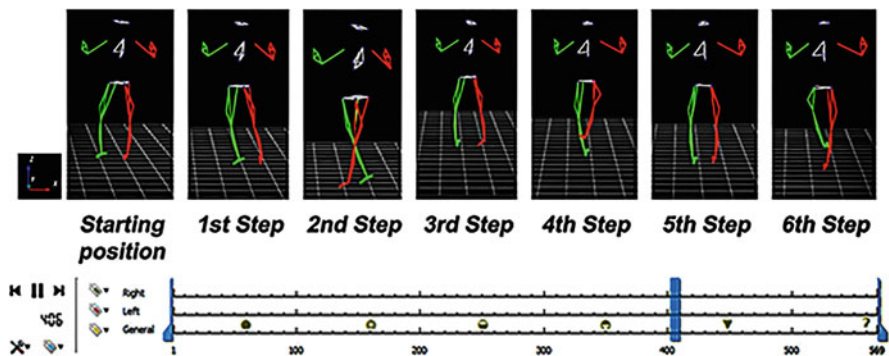 Starting position
1st Step
2nd Step
3rd Step
4th Step
5th Step
6th Step
Right
Left
406
General
1
100
200
300
400
500
569